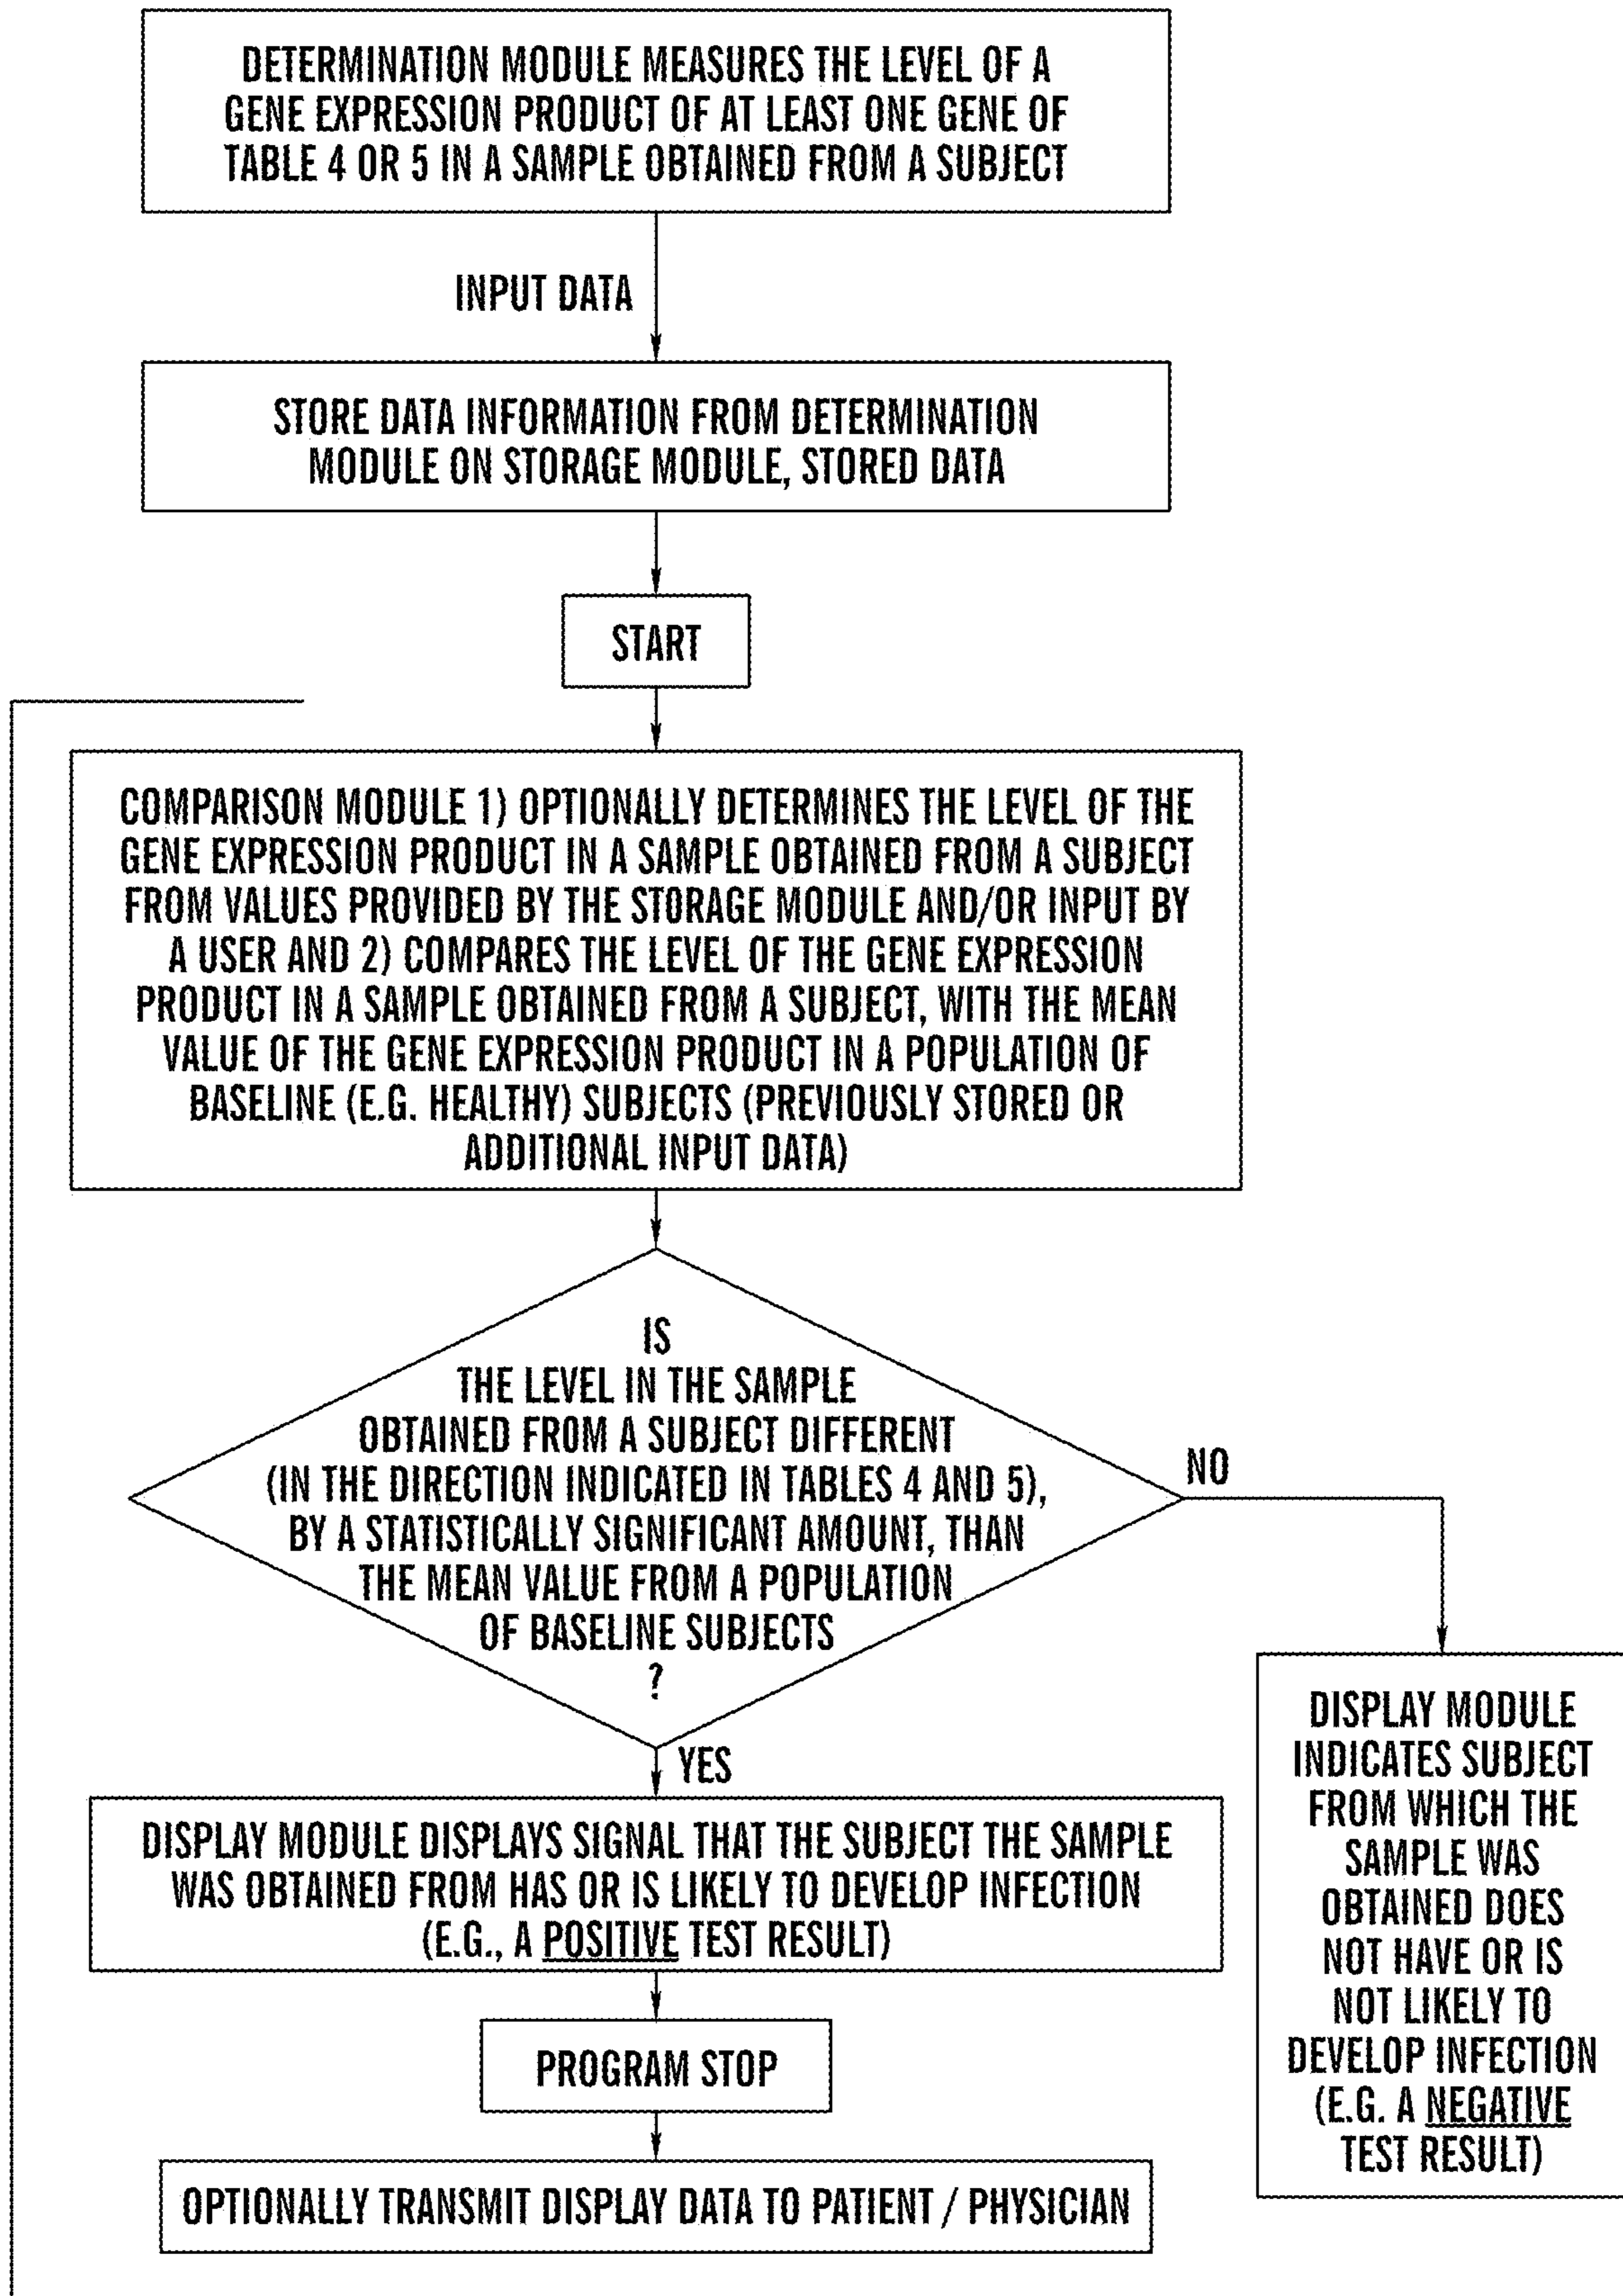 DETERMINATION MODULE MEASURES THE LEVEL OF A
GENE EXPRESSION PRODUCT OF AT LEAST ONE GENE OF
TABLE 4 OR 5 IN A SAMPLE OBTAINED FROM A SUBJECT
INPUT DATA
STORE DATA INFORMATION FROM DETERMINATION
MODULE ON STORAGE MODULE, STORED DATA
START
COMPARISON MODULE 1) OPTIONALLY DETERMINES THE LEVEL OF THE
GENE EXPRESSION PRODUCT IN A SAMPLE OBTAINED FROM A SUBJECT
FROM VALUES PROVIDED BY THE STORAGE MODULE AND/OR INPUT BY
A USER AND 2) COMPARES THE LEVEL OF THE GENE EXPRESSION
PRODUCT IN A SAMPLE OBTAINED FROM A SUBJECT, WITH THE MEAN
VALUE OF THE GENE EXPRESSION PRODUCT IN A POPULATION OF
BASELINE (E.G. HEALTHY) SUBJECTS (PREVIOUSLY STORED OR
ADDITIONAL INPUT DATA)
IS
THE LEVEL IN THE SAMPLE
OBTAINED FROM A SUBJECT DIFFERENT
(IN THE DIRECTION INDICATED IN TABLES 4 AND 5),
BY A STATISTICALLY SIGNIFICANT AMOUNT, THAN
THE MEAN VALUE FROM A POPULATION
OF BASELINE SUBJECTS
?
NO
YES
DISPLAY MODULE DISPLAYS SIGNAL THAT THE SUBJECT THE SAMPLE
WAS OBTAINED FROM HAS OR IS LIKELY TO DEVELOP INFECTION
(E.G., A POSITIVE TEST RESULT)
PROGRAM STOP
OPTIONALLY TRANSMIT DISPLAY DATA TO PATIENT / PHYSICIAN
DISPLAY MODULE
INDICATES SUBJECT
FROM WHICH THE
SAMPLE WAS
OBTAINED DOES
NOT HAVE OR IS
NOT LIKELY TO
DEVELOP INFECTION
(E.G. A NEGATIVE
TEST RESULT)